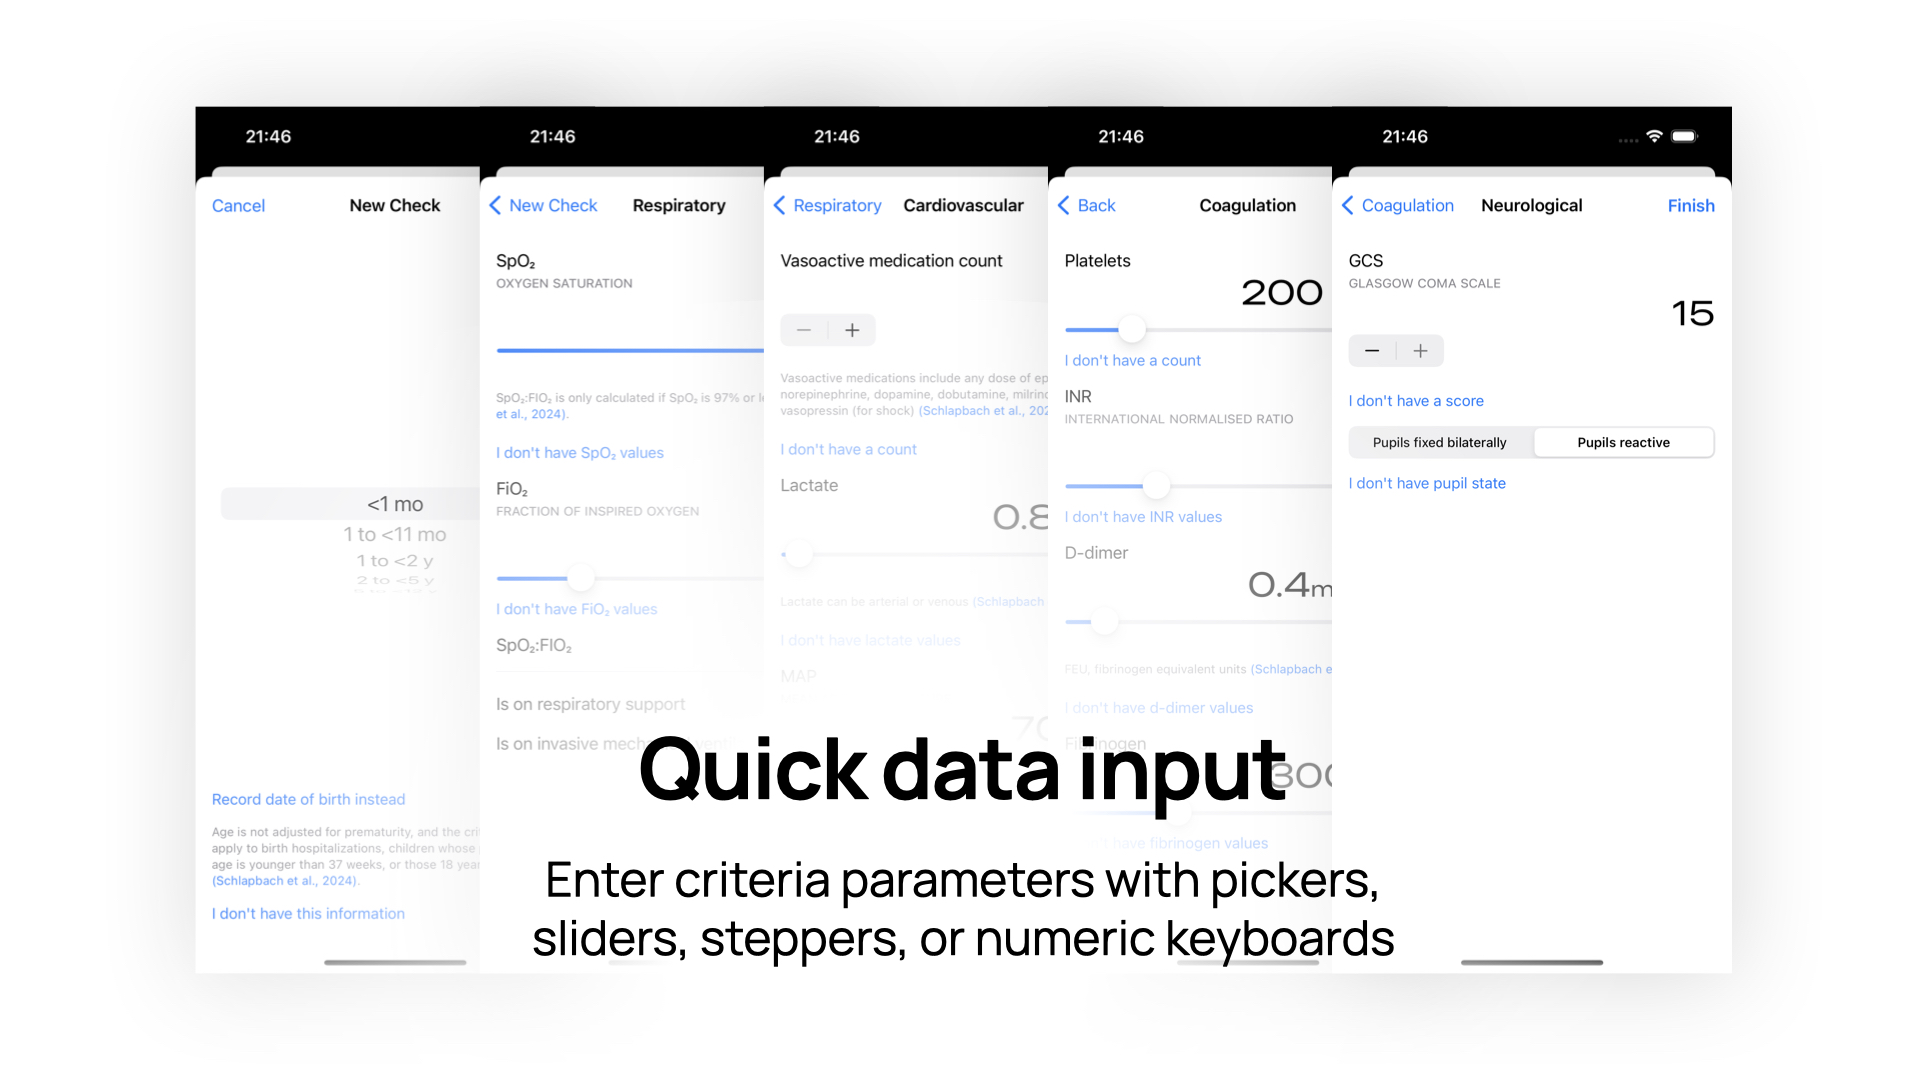 21:46
Cancel
New Check
<1 mo
1 to <11 mo
1 to <2 y
2 to <5 y
Record date of birth instead
Age is not adjusted for prematurity, and the cri
apply to birth hospitalizations, children whose
age is younger than 37 weeks, or those 18 year
(Schlapbach et al., 2024).
I don't have this information
21:46
New Check
Respiratory
SpO₂
OXYGEN SATURATION
SpO₂:FIO₂ is only calculated if SpO₂ is 97% or le
et al., 2024).
I don't have SpO₂ values
FiO₂
FRACTION OF INSPIRED OXYGEN
I don't have FiO₂ values
SpO₂:FIO₂
Is on respiratory support
Is on invasive mech
21:46
Respiratory
Cardiovascular
Vasoactive medication count
− +
Vasoactive medications include any dose of ep
norepinephrine, dopamine, dobutamine, milrino
vasopressin (for shock) (Schlapbach et al., 202
I don't have a count
Lactate
0.8
Lactate can be arterial or venous (Schlapbach
I don't have lactate values
MAP
70
21:46
Back
Coagulation
Platelets
200
I don't have a count
INR
INTERNATIONAL NORMALISED RATIO
I don't have INR values
D-dimer
0.4m
FEU, fibrinogen equivalent units (Schlapbach e
I don't have d-dimer values
Fibrinogen
300
have fibrinogen values
21:46
Coagulation
Neurological
Finish
GCS
GLASGOW COMA SCALE
15
− +
I don't have a score
Pupils fixed bilaterally
Pupils reactive
I don't have pupil state
Quick data input
Enter criteria parameters with pickers,
sliders, steppers, or numeric keyboards